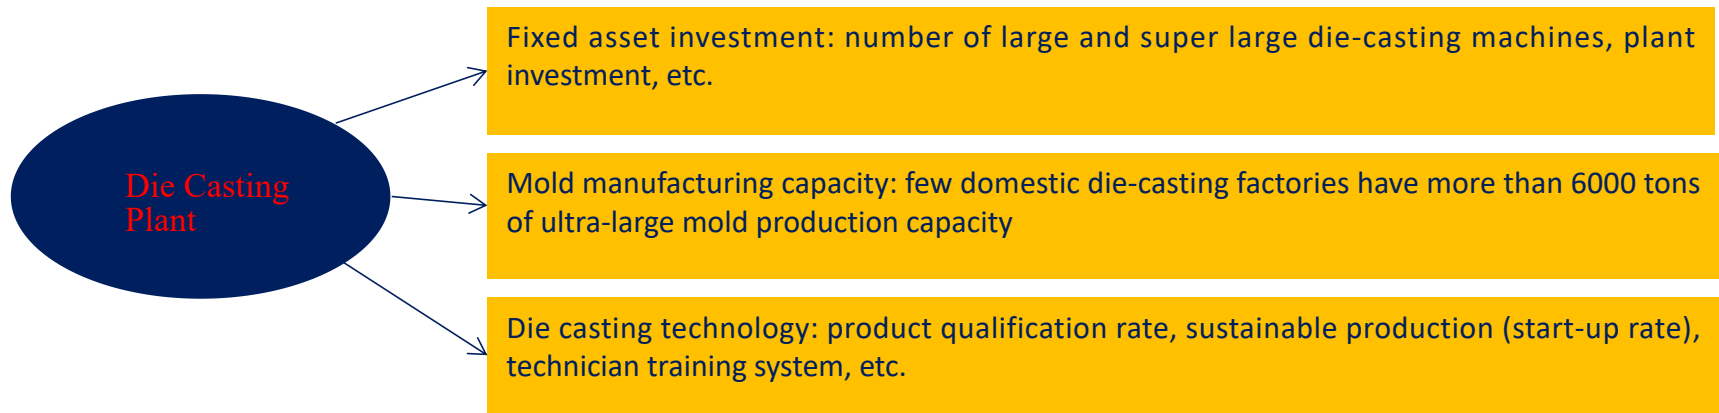 Die Casting
Plant
Fixed asset investment: number of large and super large die-casting machines, plant
investment, etc.
Mold manufacturing capacity: few domestic die-casting factories have more than 6000 tons
of ultra-large mold production capacity
Die casting technology: product qualification rate, sustainable production (start-up rate),
technician training system, etc.